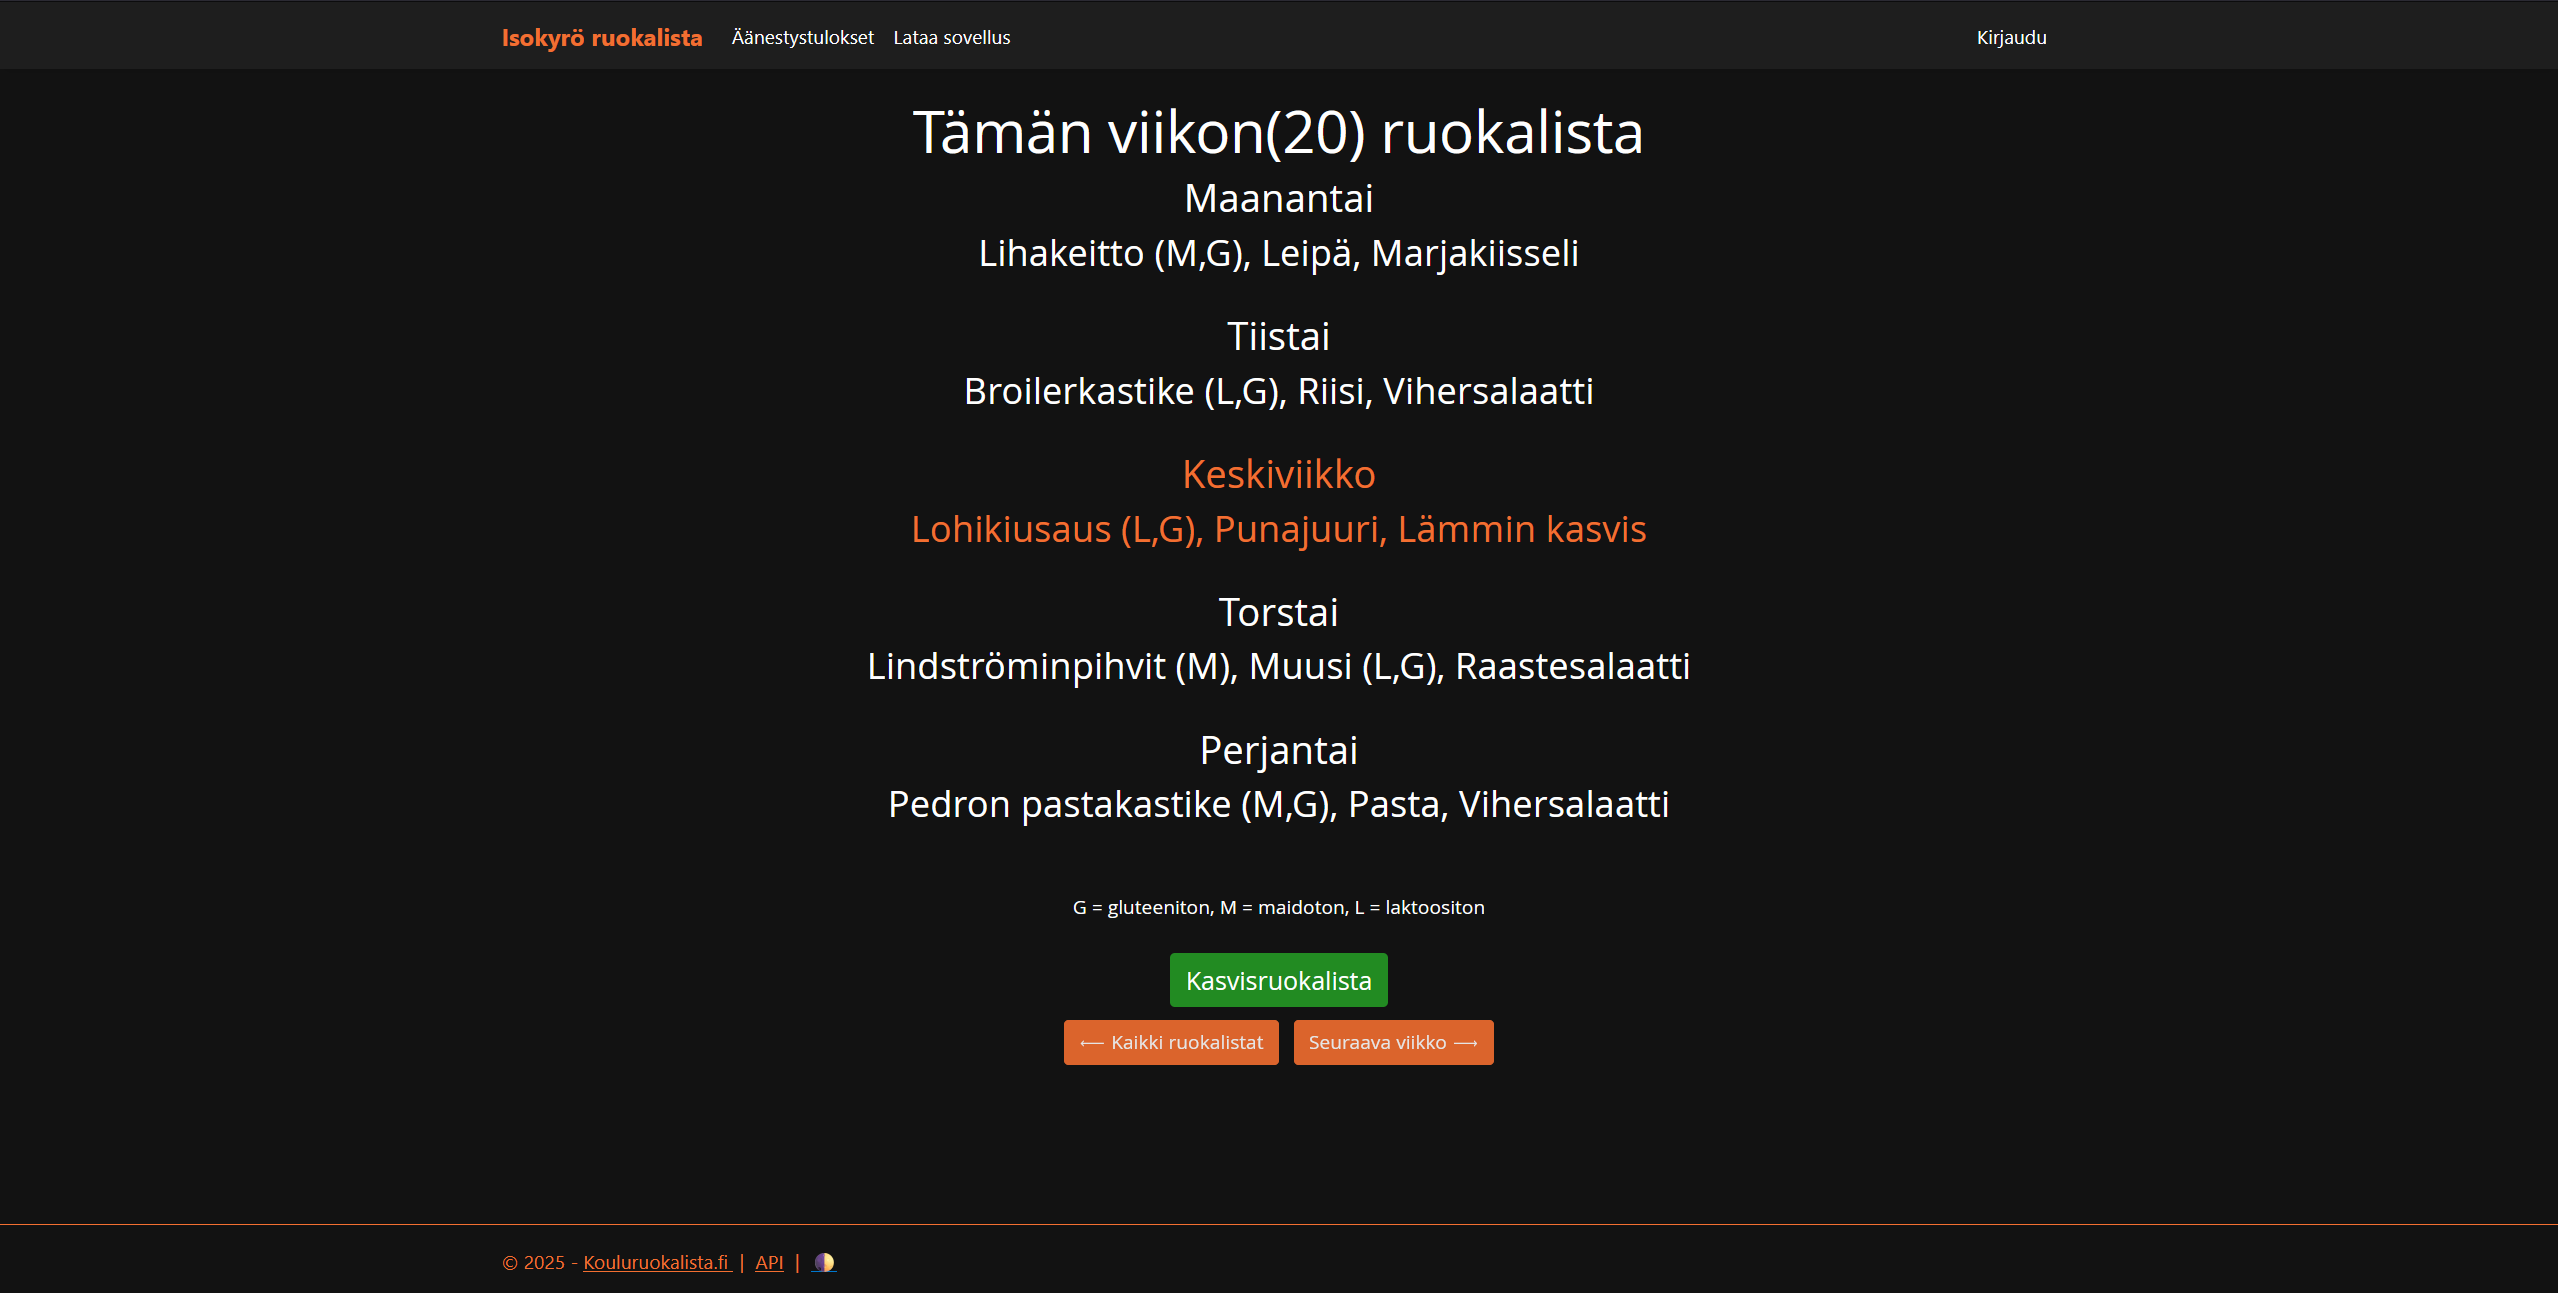 Isokyrö ruokalista Äänestystulokset Lataa sovellus Kirjaudu
Tämän viikon(20) ruokalista
Maanantai
Lihakeitto (M,G), Leipä, Marjakiisseli
Tiistai
Broilerkastike (L,G), Riisi, Vihersalaatti
Keskiviikko
Lohikiusaus (L,G), Punajuuri, Lämmin kasvis
Torstai
Lindströminpihvit (M), Muusi (L,G), Raastesalaatti
Perjantai
Pedron pastakastike (M,G), Pasta, Vihersalaatti
G = gluteeniton, M = maidoton, L = laktoositon
Kasvisruokalista
⟵ Kaikki ruokalistat Seuraava viikko ⟶
© 2025 - Kouluruokalista.fi | API | 🌓